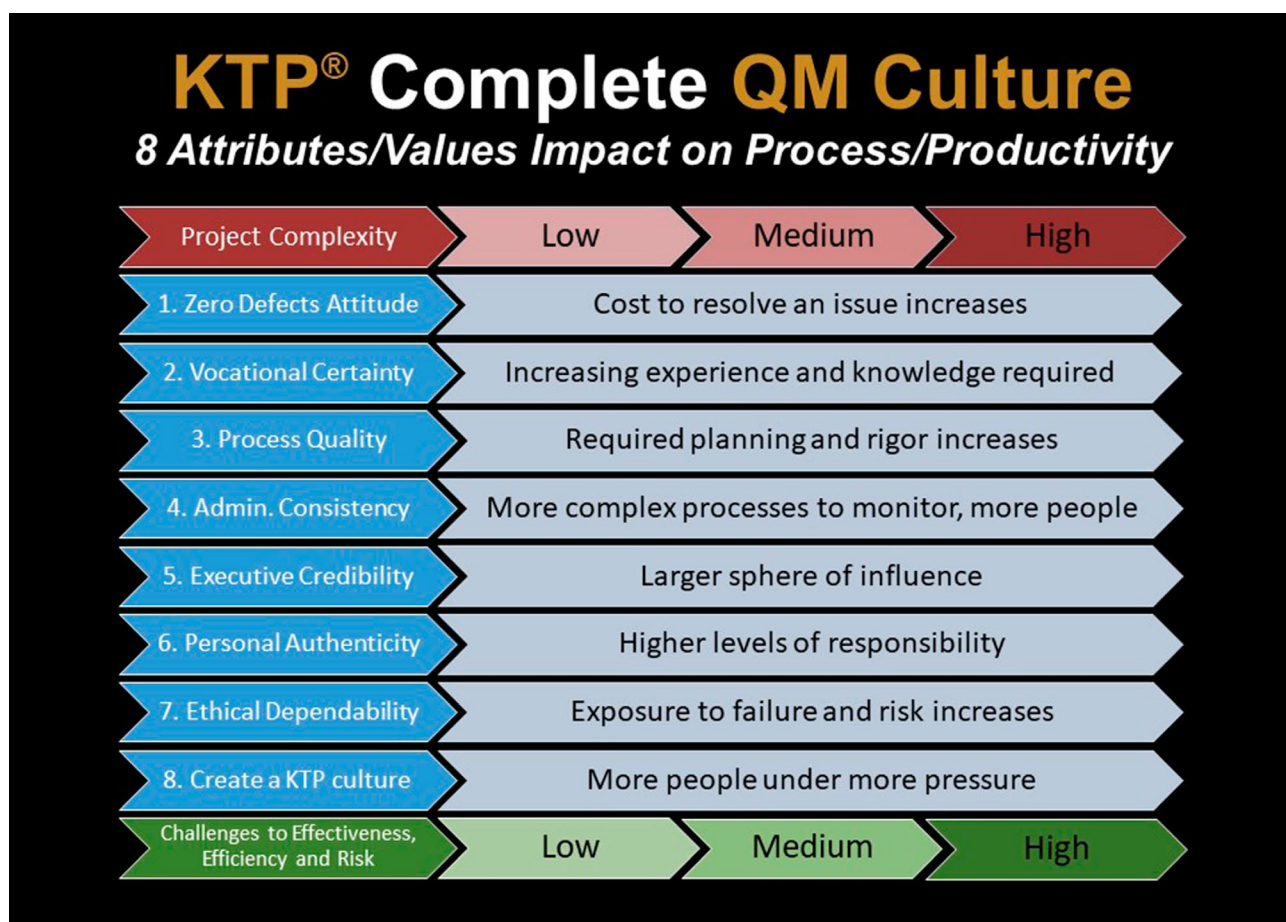 KTP® Complete QM Culture
8 Attributes/Values Impact on Process/Productivity
Project Complexity Low Medium High
1. Zero Defects Attitude Cost to resolve an issue increases
2. Vocational Certainty Increasing experience and knowledge required
3. Process Quality Required planning and rigor increases
4. Admin. Consistency More complex processes to monitor, more people
5. Executive Credibility Larger sphere of influence
6. Personal Authenticity Higher levels of responsibility
7. Ethical Dependability Exposure to failure and risk increases
8. Create a KTP culture More people under more pressure
Challenges to Effectiveness,
Efficiency and Risk Low Medium High